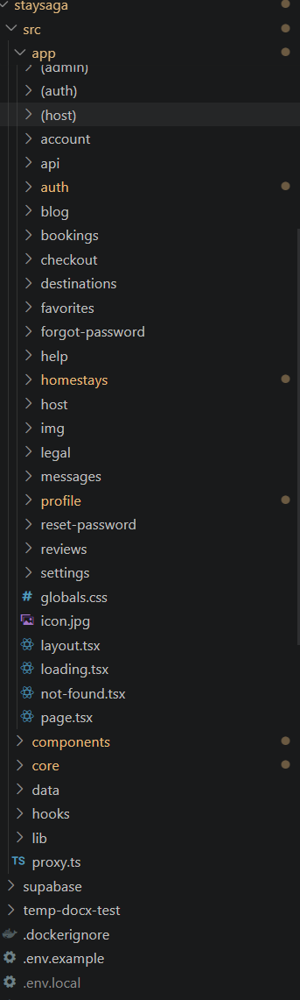 staysaga
src
app
(admin)
(auth)
(host)
account
api
auth
blog
bookings
checkout
destinations
favorites
forgot-password
help
homestays
host
img
legal
messages
profile
reset-password
reviews
settings
# globals.css
icon.jpg
layout.tsx
loading.tsx
not-found.tsx
page.tsx
components
core
data
hooks
lib
TS proxy.ts
supabase
temp-docx-test
.dockerignore
.env.example
.env.local